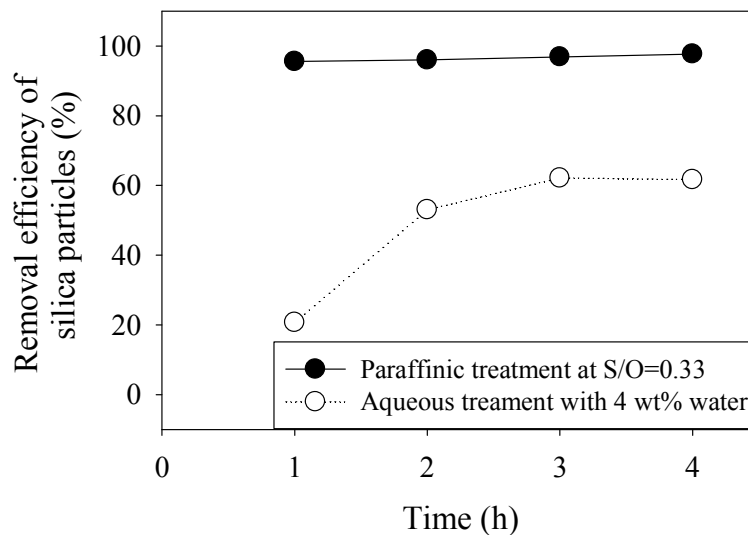 Removal efficiency of
silica particles (%)
100
80
60
40
20
0
Paraffinic treatment at S/O=0.33
Aqueous treament with 4 wt% water
0 1 2 3 4
Time (h)